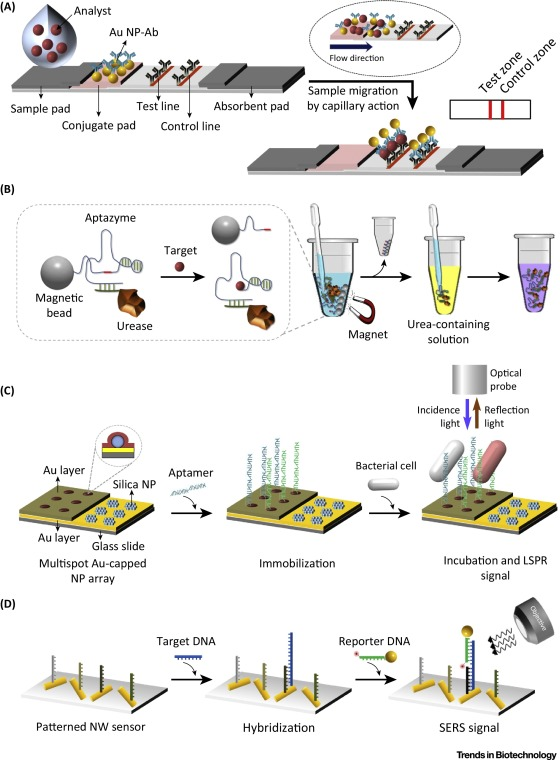 (A)
Analyst
Au NP-Ab
Sample pad
Conjugate pad
Test line
Control line
Absorbent pad
Flow direction
Sample migration
by capillary action
Test zone
Control zone
(B)
Aptazyme
Target
Magnetic
bead
Urease
Magnet
Urea-containing
solution
(C)
Au layer
Silica NP
Au layer
Glass slide
Multispot Au-capped
NP array
Aptamer
Immobilization
Bacterial cell
Optical
probe
Incidence
light
Reflection
light
Incubation and LSPR
signal
(D)
Target DNA
Reporter DNA
Objective
Patterned NW sensor
Hybridization
SERS signal
Trends in Biotechnology